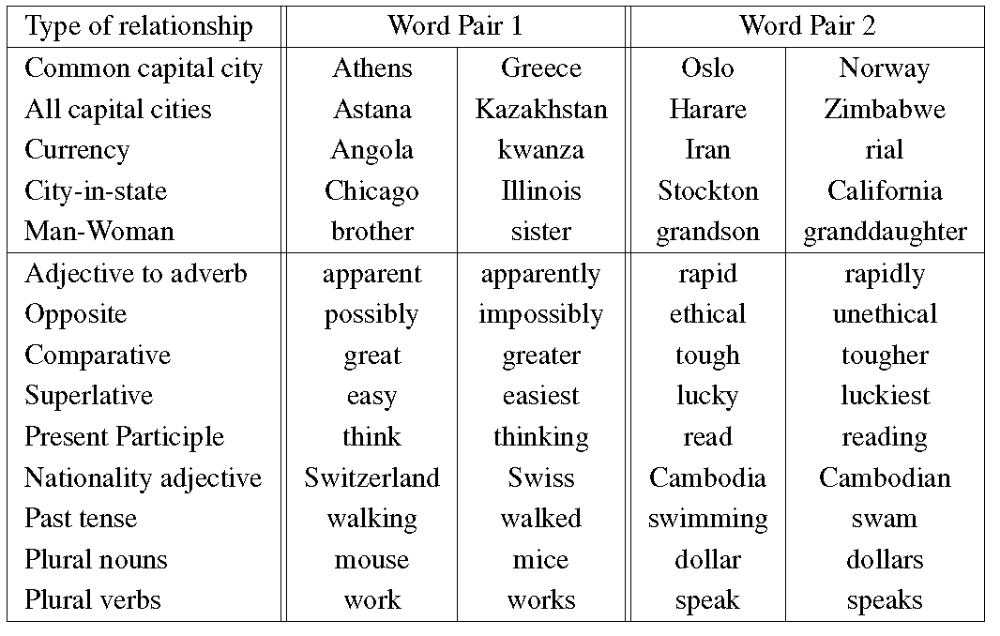 Type of relationship Word Pair 1 Word Pair 2
Common capital city Athens Greece Oslo Norway
All capital cities Astana Kazakhstan Harare Zimbabwe
Currency Angola kwanza Iran rial
City-in-state Chicago Illinois Stockton California
Man-Woman brother sister grandson granddaughter
Adjective to adverb apparent apparently rapid rapidly
Opposite possibly impossibly ethical unethical
Comparative great greater tough tougher
Superlative easy easiest lucky luckiest
Present Participle think thinking read reading
Nationality adjective Switzerland Swiss Cambodia Cambodian
Past tense walking walked swimming swam
Plural nouns mouse mice dollar dollars
Plural verbs work works speak speaks